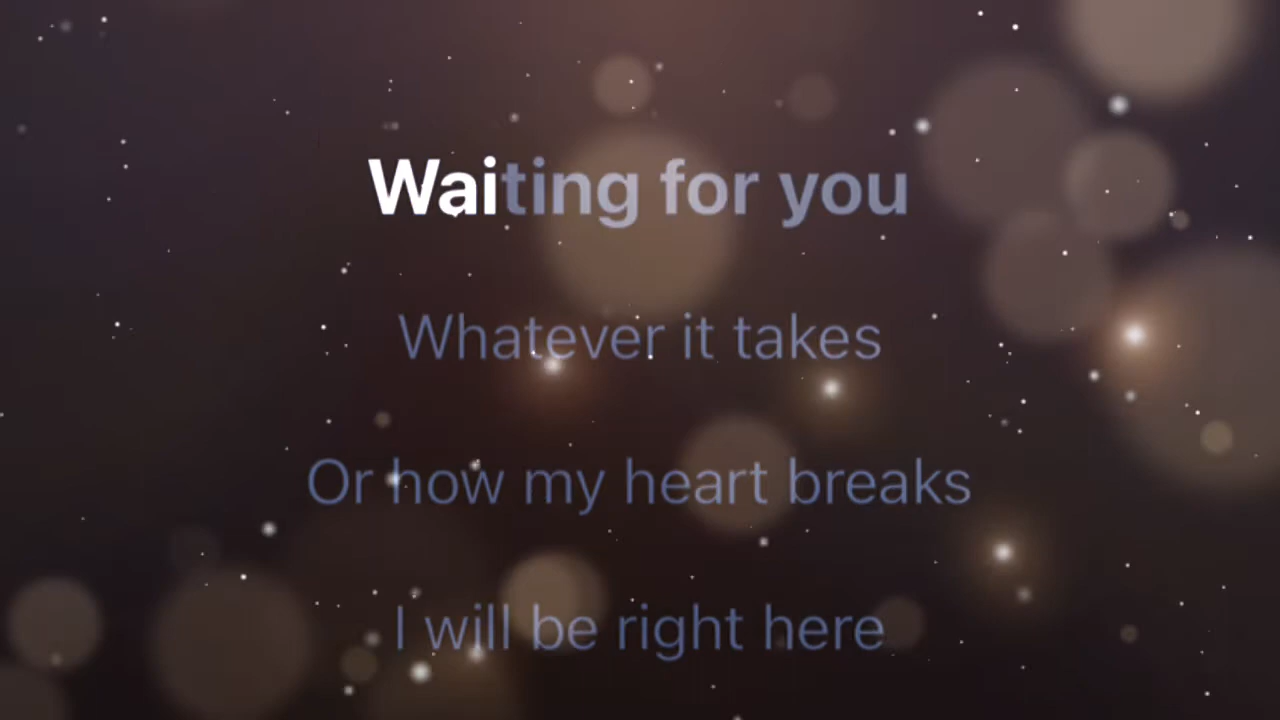 Waiting for you
Whatever it takes
Or how my heart breaks
I will be right here